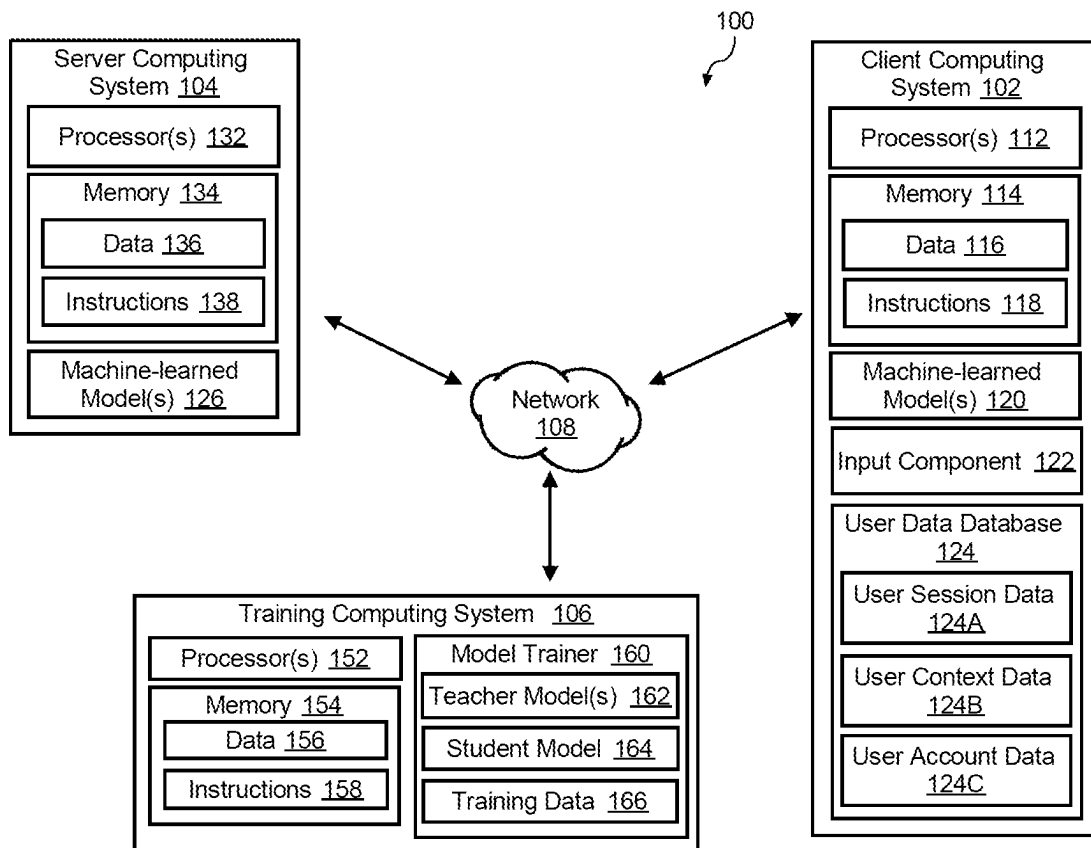 100
Server Computing
System 104
Processor(s) 132
Memory 134
Data 136
Instructions 138
Machine-learned
Model(s) 126
Client Computing
System 102
Processor(s) 112
Memory 114
Data 116
Instructions 118
Machine-learned
Model(s) 120
Input Component 122
User Data Database
124
User Session Data
124A
User Context Data
124B
User Account Data
124C
Network
108
Training Computing System 106
Processor(s) 152
Memory 154
Data 156
Instructions 158
Model Trainer 160
Teacher Model(s) 162
Student Model 164
Training Data 166